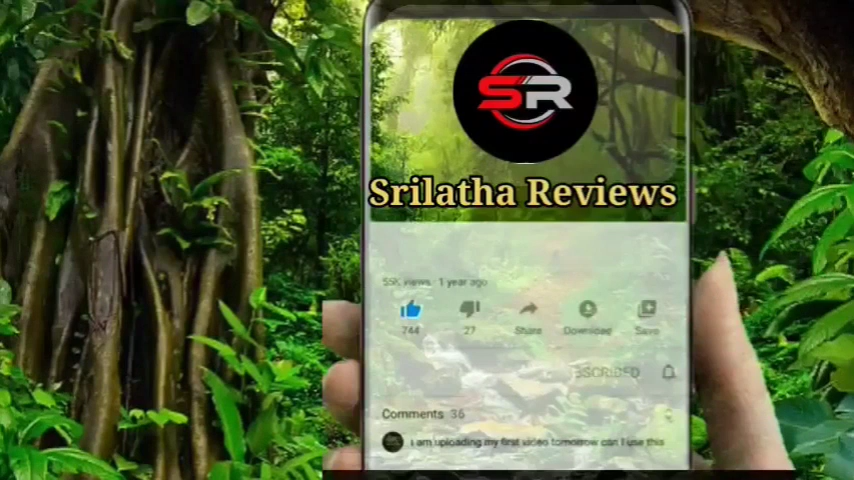 SR
Srilatha Reviews
55K views · 1 year ago
744 27 Share Download Save
BSCRIBED
Comments 36
i am uploading my first video tomorrow can I use this